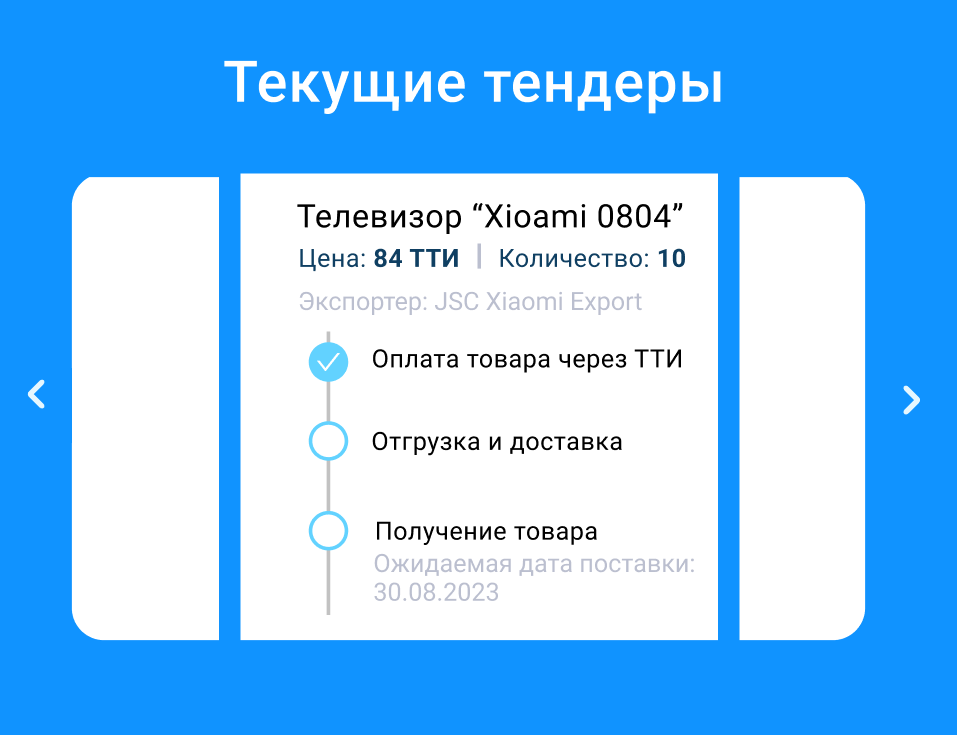 Текущие тендеры
Телевизор “Xioami 0804”
Цена: 84 ТТИ | Количество: 10
Экспортер: JSC Xiaomi Export
Оплата товара через ТТИ
Отгрузка и доставка
Получение товара
Ожидаемая дата поставки:
30.08.2023